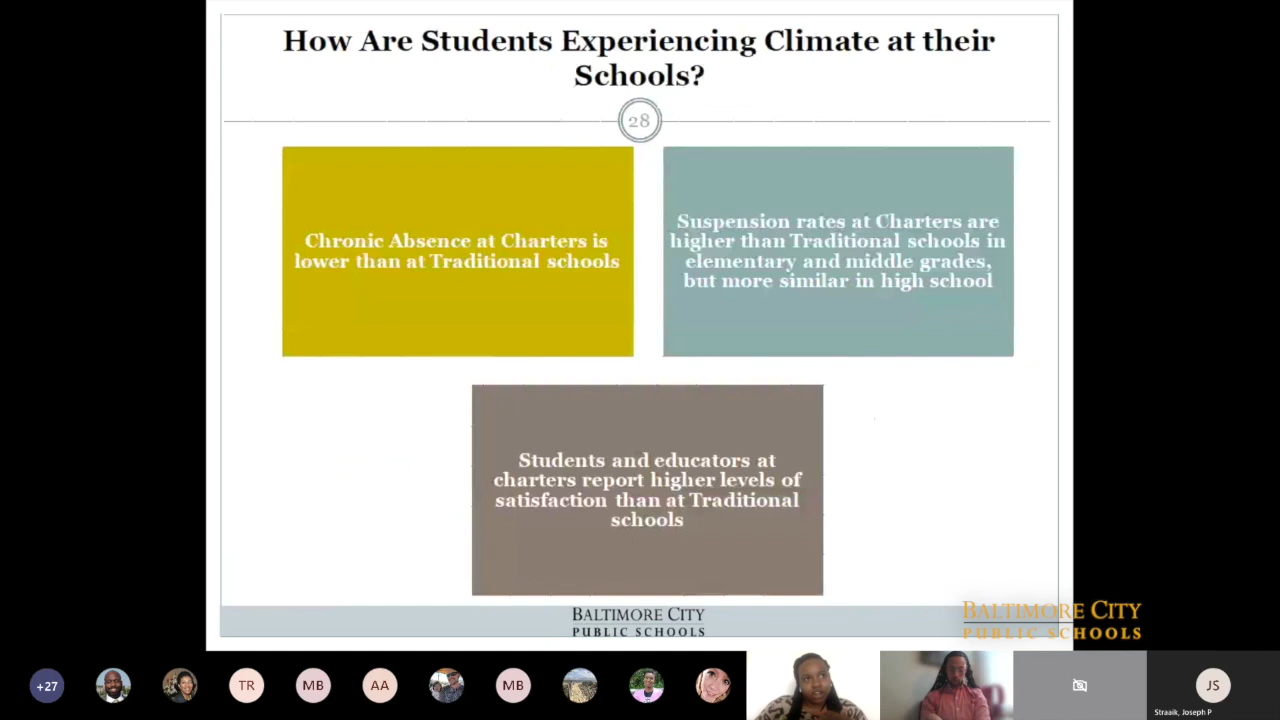 How Are Students Experiencing Climate at their
Schools?
28
Chronic Absence at Charters is
lower than at Traditional schools
Suspension rates at Charters are
higher than Traditional schools in
elementary and middle grades,
but more similar in high school
Students and educators at
charters report higher levels of
satisfaction than at Traditional
schools
BALTIMORE CITY
PUBLIC SCHOOLS
BALTIMORE CITY
PUBLIC SCHOOLS
+27
TR
MB
AA
MB
JS
Straaik, Joseph P